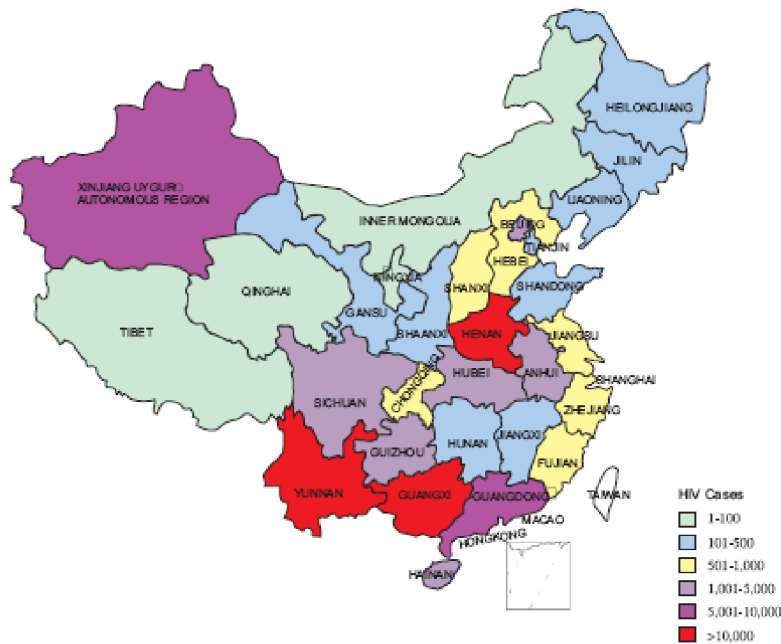 HEILONGJIANG
JILIN
LIAONING
XINJIANG UYGUR□
AUTONOMOUS REGION
INNER MONGOLIA
BEIJING
TIANJIN
HEBEI
NINGXIA
SHANXI
QINGHAI
SHANDONG
GANSU
TIBET
SHAANXI
HENAN
JIANGSU
CHONGQING
HUBEI
ANHUI
SHANGHAI
SICHUAN
ZHEJIANG
HUNAN
JIANGXI
GUIZHOU
FUJIAN
YUNNAN
GUANGXI
GUANGDONG
TAIWAN
MACAO
HONGKONG
HAINAN
HIV Cases
1-100
101-500
501-1,000
1,001-5,000
5,001-10,000
>10,000